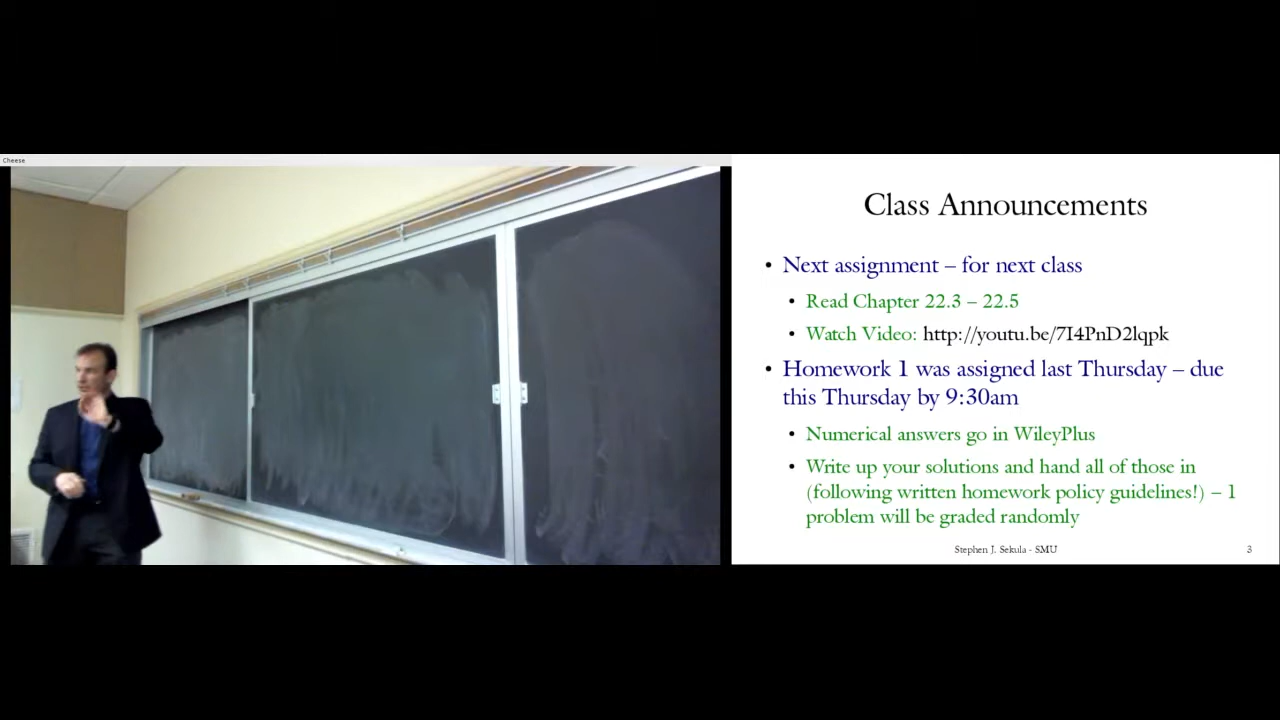 Cheese
Class Announcements
• Next assignment – for next class
• Read Chapter 22.3 – 22.5
• Watch Video: http://youtu.be/7I4PnD2lqpk
• Homework 1 was assigned last Thursday – due
this Thursday by 9:30am
• Numerical answers go in WileyPlus
• Write up your solutions and hand all of those in
(following written homework policy guidelines!) – 1
problem will be graded randomly
Stephen J. Sekula - SMU
3